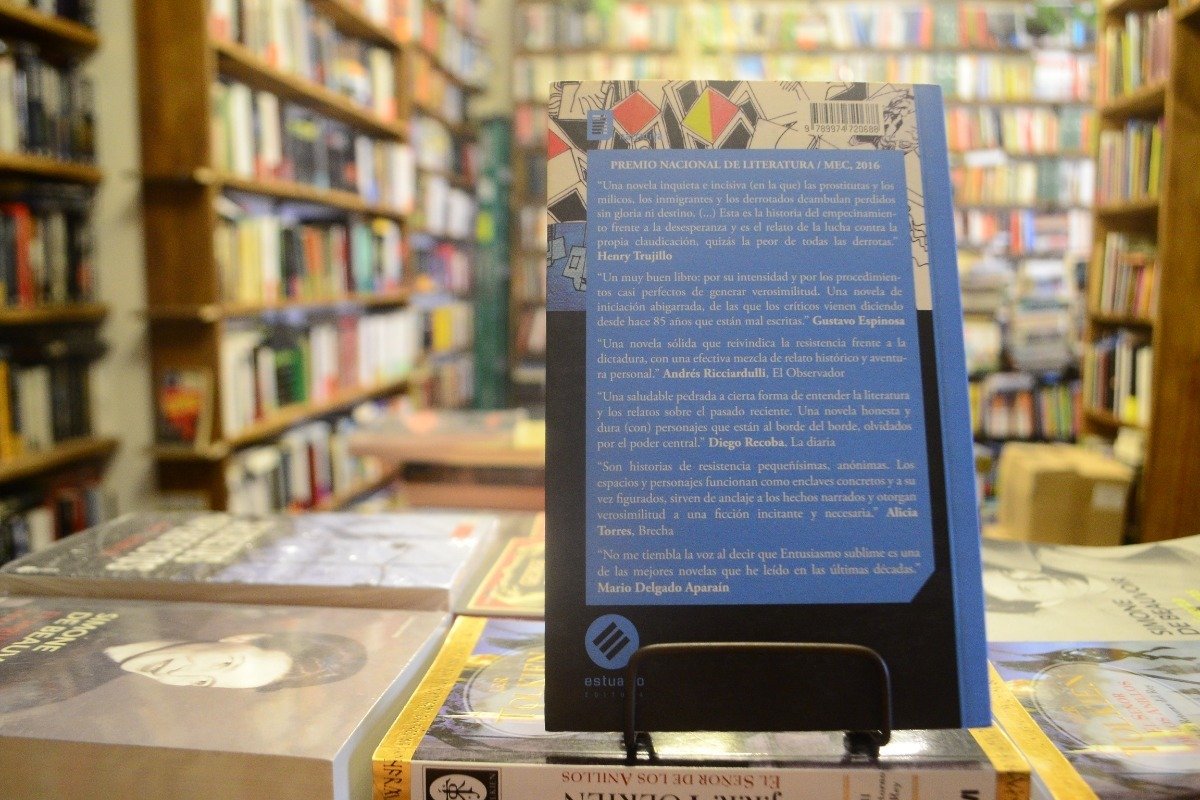 9 789974 720688
PREMIO NACIONAL DE LITERATURA / MEC, 2016
“Una novela inquieta e incisiva (en la que) las prostitutas y los
milicos, los inmigrantes y los derrotados deambulan perdidos
sin gloria ni destino. (...) Esta es la historia del empecinamien-
to frente a la desesperanza y es el relato de la lucha contra la
propia claudicación, quizás la peor de todas las derrotas.”
Henry Trujillo
“Un muy buen libro: por su intensidad y por los procedimien-
tos casi perfectos de generar verosimilitud. Una novela de
iniciación abigarrada, de las que los críticos vienen diciendo
desde hace 85 años que están mal escritas.” Gustavo Espinosa
“Una novela sólida que reivindica la resistencia frente a la
dictadura, con una efectiva mezcla de relato histórico y aventu-
ra personal.” Andrés Ricciardulli, El Observador
“Una saludable pedrada a cierta forma de entender la literatura
y los relatos sobre el pasado reciente. Una novela honesta y
dura (con) personajes que están al borde del borde, olvidados
por el poder central.” Diego Recoba, La diaria
“Son historias de resistencia pequeñísimas, anónimas. Los
espacios y personajes funcionan como enclaves concretos y a su
vez figurados, sirven de anclaje a los hechos narrados y otorgan
verosimilitud a una ficción incitante y necesaria.” Alicia
Torres, Brecha
“No me tiembla la voz al decir que Entusiasmo sublime es una
de las mejores novelas que he leído en las últimas décadas.”
Mario Delgado Aparaín
EDITORA
SIMONE
SIMONE
J.R.R. TOLKIEN
EL SEÑOR DE LOS ANILLOS